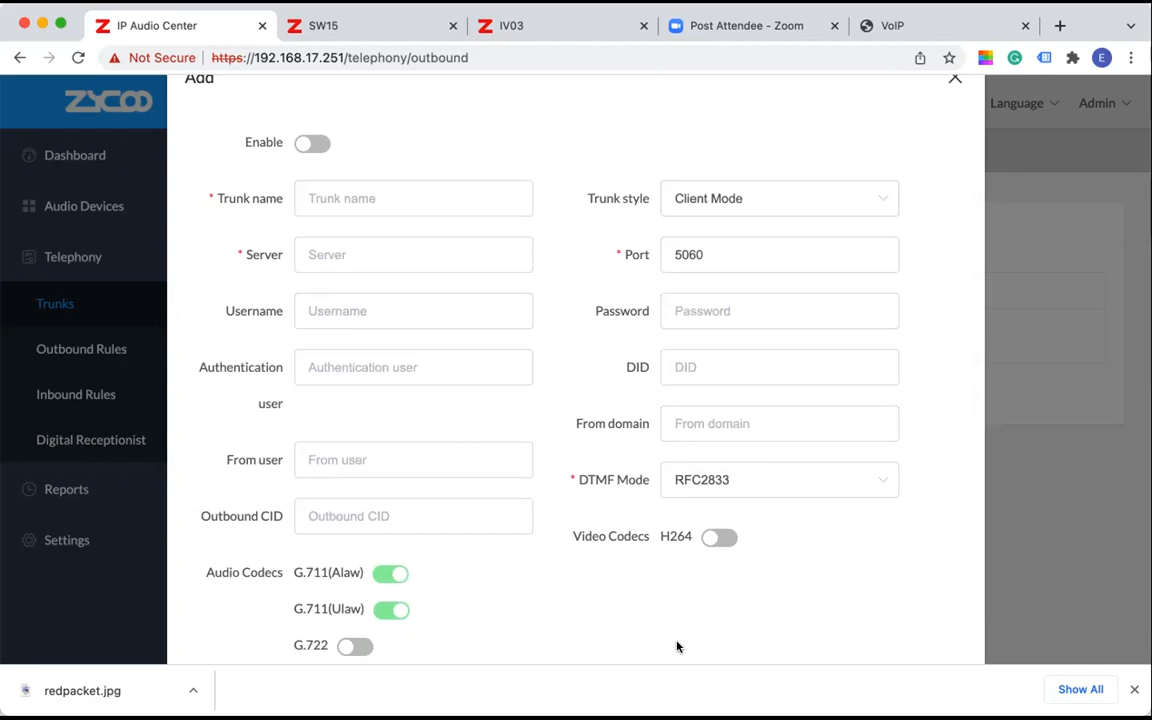 IP Audio Center
SW15
IV03
Post Attendee - Zoom
VoIP
Not Secure
https://192.168.17.251/telephony/outbound
E
ZYCOO
Add
Language
Admin
Dashboard
Audio Devices
Telephony
Trunks
Outbound Rules
Inbound Rules
Digital Receptionist
Reports
Settings
Enable
* Trunk name
Trunk name
Trunk style
Client Mode
* Server
Server
* Port
5060
Username
Username
Password
Password
Authentication
user
Authentication user
DID
DID
From domain
From domain
From user
From user
* DTMF Mode
RFC2833
Outbound CID
Outbound CID
Video Codecs
H264
Audio Codecs
G.711(Alaw)
G.711(Ulaw)
G.722
redpacket.jpg
Show All